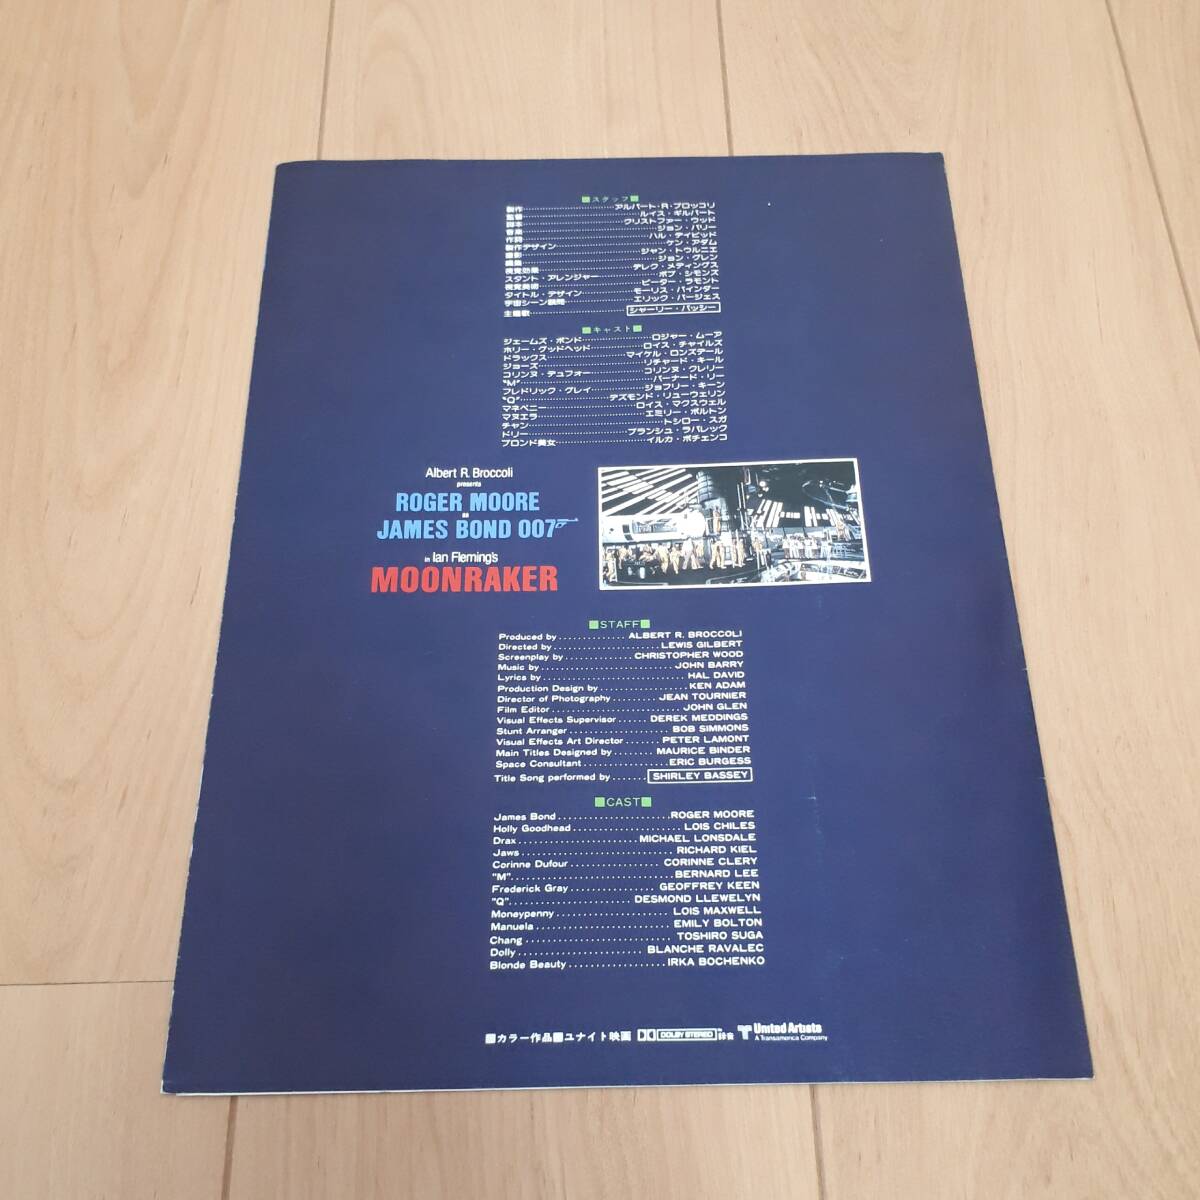 ■スタッフ■
製作……アルバート・R・ブロッコリ
監督……ルイス・ギルバート
脚本……クリストファー・ウッド
音楽……ジョン・バリー
作詞……ハル・デイビッド
製作デザイン……ケン・アダム
撮影……ジャン・トウルニエ
編集……ジョン・グレン
視覚効果……デレク・メディングス
スタント・アレンジャー……ボブ・シモンズ
視覚美術……ピーター・ラモント
タイトル・デザイン……モーリス・バインダー
宇宙シーン顧問……エリック・バージェス
主題歌……シャーリー・バッシー
■キャスト■
ジェームズ・ボンド……ロジャー・ムーア
ホリー・グッドヘッド……ロイス・チャイルズ
ドラックス……マイケル・ロンズデール
ジョーズ……リチャード・キール
コリンヌ・デュフォー……コリンヌ・クレリー
"M"……バーナード・リー
フレドリック・グレイ……ジョフリー・キーン
"Q"……デズモンド・リューウェリン
マネペニー……ロイス・マクスウェル
マヌエラ……エミリー・ボルトン
チャン……トシロー・スガ
ドリー……ブランシュ・ラバレック
ブロンド美女……イルカ・ボチェンコ
Albert R. Broccoli
presents
ROGER MOORE
as
JAMES BOND 007
in Ian Fleming's
MOONRAKER
■STAFF■
Produced by..............ALBERT R. BROCCOLI
Directed by......................LEWIS GILBERT
Screenplay by..............CHRISTOPHER WOOD
Music by............................JOHN BARRY
Lyrics by..............................HAL DAVID
Production Design by..................KEN ADAM
Director of Photography..........JEAN TOURNIER
Film Editor............................JOHN GLEN
Visual Effects Supervisor......DEREK MEDDINGS
Stunt Arranger......................BOB SIMMONS
Visual Effects Art Director.......PETER LAMONT
Main Titles Designed by........MAURICE BINDER
Space Consultant..................ERIC BURGESS
Title Song performed by.......SHIRLEY BASSEY
■CAST■
James Bond.......................ROGER MOORE
Holly Goodhead.......................LOIS CHILES
Drax.........................MICHAEL LONSDALE
Jaws................................RICHARD KIEL
Corinne Dufour...................CORINNE CLERY
"M".................................BERNARD LEE
Frederick Gray.................GEOFFREY KEEN
"Q".........................DESMOND LLEWELYN
Moneypenny........................LOIS MAXWELL
Manuela...........................EMILY BOLTON
Chang..............................TOSHIRO SUGA
Dolly.........................BLANCHE RAVALEC
Blonde Beauty...................IRKA BOCHENKO
■カラー作品■ユナイト映画 DOLBY STEREO TM 録音 United Artists
A Transamerica Company